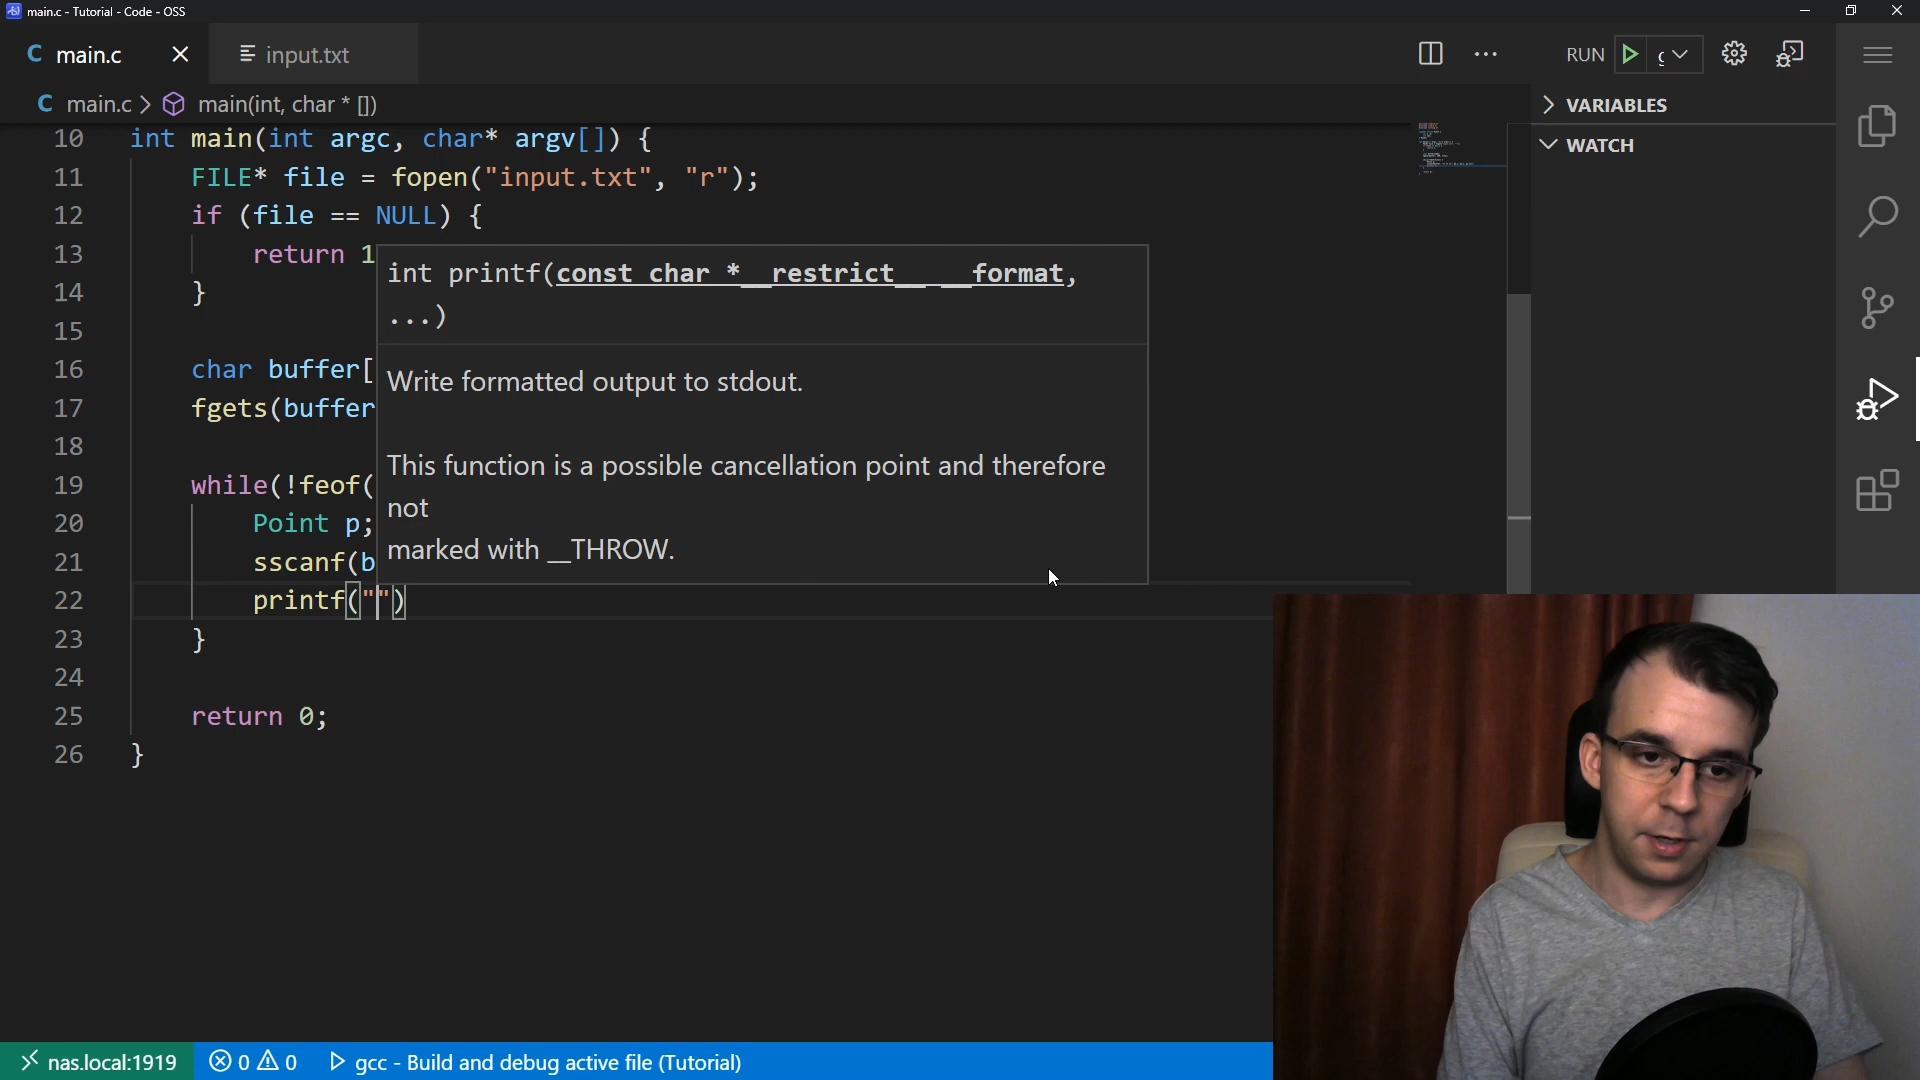 main.c - Tutorial - Code - OSS
C main.c
input.txt
RUN
C main.c > main(int, char * [])
VARIABLES
WATCH
10 int main(int argc, char* argv[]) {
11 FILE* file = fopen("input.txt", "r");
12 if (file == NULL) {
13 return 1
14 }
15
16 char buffer[
17 fgets(buffer
18
19 while(!feof(
20 Point p;
21 sscanf(b
22 printf("")
23 }
24
25 return 0;
26 }
int printf(const char *__restrict__ __format,
...)
Write formatted output to stdout.
This function is a possible cancellation point and therefore
not
marked with __THROW.
nas.local:1919
0 0
gcc - Build and debug active file (Tutorial)